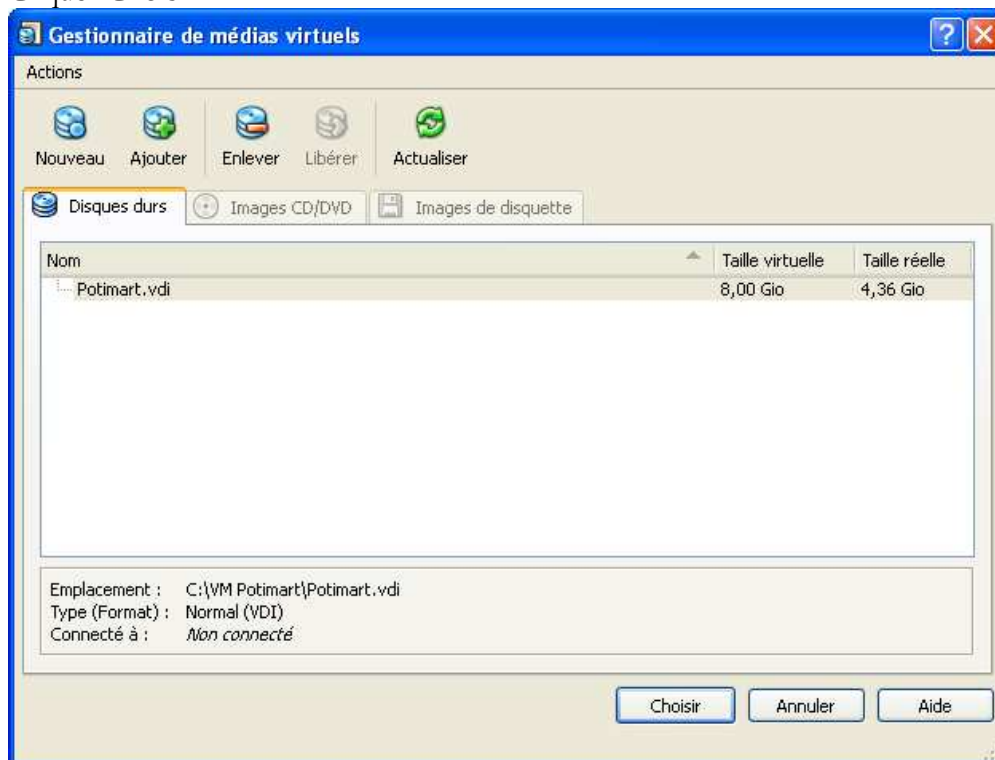 Gestionnaire de médias virtuels
Actions
Nouveau Ajouter Enlever Libérer Actualiser
Disques durs Images CD/DVD Images de disquette
Nom Taille virtuelle Taille réelle
Potimart.vdi 8,00 Gio 4,36 Gio
Emplacement : C:\VM Potimart\Potimart.vdi
Type (Format) : Normal (VDI)
Connecté à : Non connecté
Choisir Annuler Aide